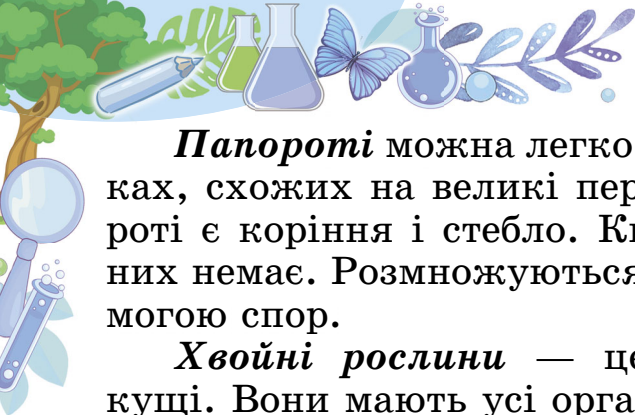 Папороті можна легко
ках, схожих на великі пер
роті є коріння і стебло. К
них немає. Розмножуються
могою спор.
Хвойні рослини — це
кущі. Вони мають усі орга